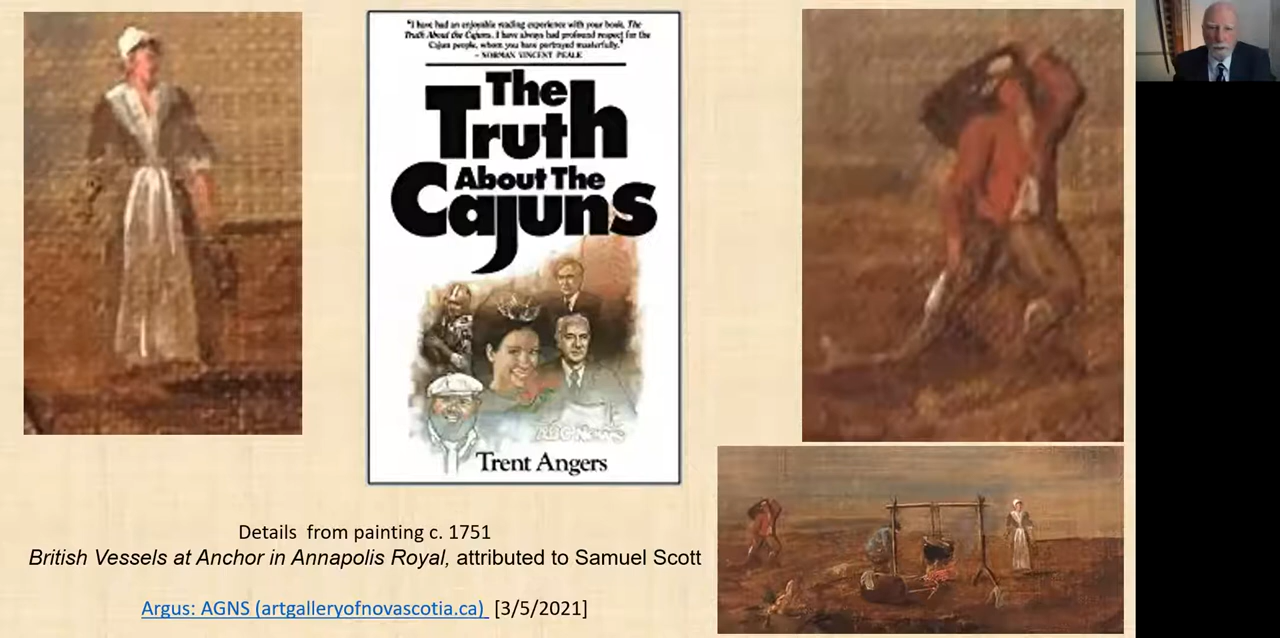 "I have had an enjoyable reading experience with your book, The
Truth About the Cajuns. I have always had profound respect for the
Cajun people, whom you have portrayed masterfully."
- NORMAN VINCENT PEALE
The
Truth
About The
Cajuns
ABC News
Trent Angers
Details from painting c. 1751
British Vessels at Anchor in Annapolis Royal, attributed to Samuel Scott
Argus: AGNS (artgalleryofnovascotia.ca) [3/5/2021]